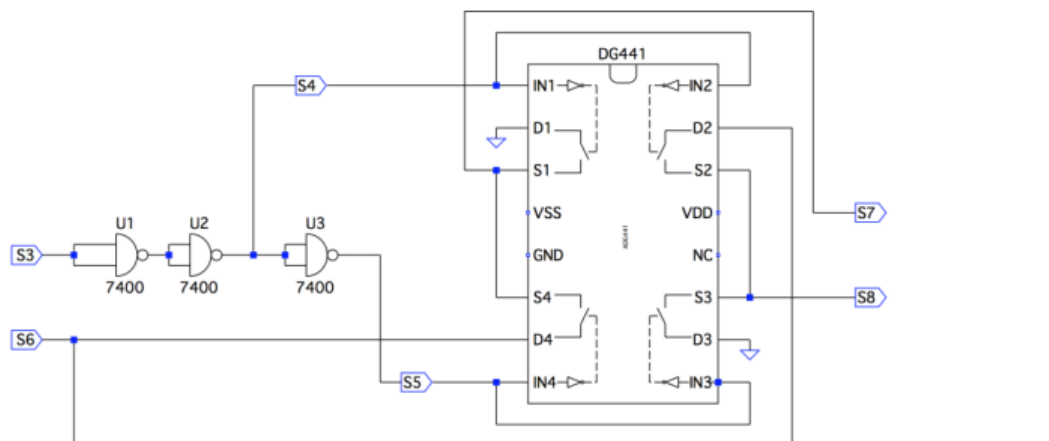 DG441
S4
IN1
IN2
D1
D2
S1
S2
S7
U1
U2
U3
VSS
VDD
S3
GND
NC
7400
7400
7400
S4
S3
S8
S6
D4
D3
S5
IN4
IN3
ADG441